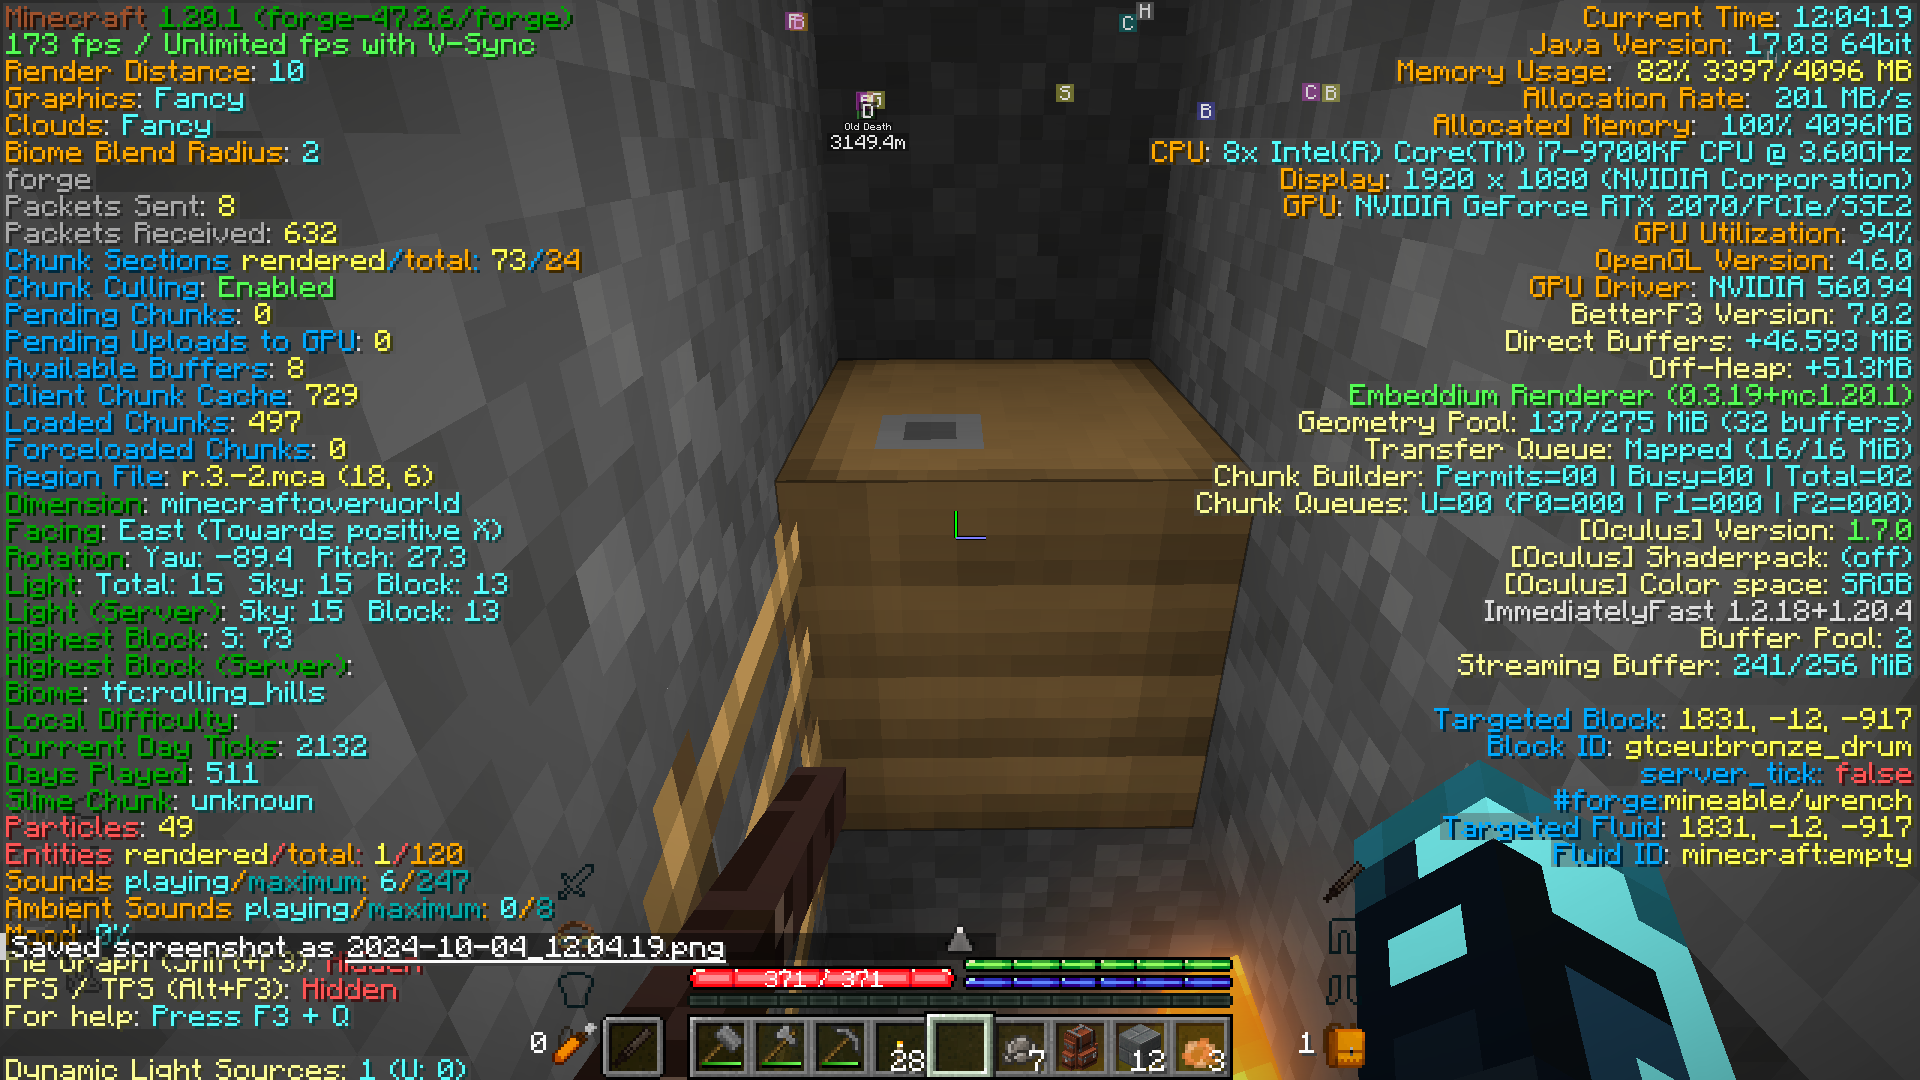 Minecraft 1.20.1 (forge-47.2.6/forge)
173 fps / Unlimited fps with V-Sync
Render Distance: 10
Graphics: Fancy
Clouds: Fancy
Biome Blend Radius: 2
forge
Packets Sent: 8
Packets Received: 632
Chunk Sections rendered/total: 73/24
Chunk Culling: Enabled
Pending Chunks: 0
Pending Uploads to GPU: 0
Available Buffers: 8
Client Chunk Cache: 729
Loaded Chunks: 497
Forceloaded Chunks: 0
Region File: r.3.-2.mca (18, 6)
Dimension: minecraft:overworld
Facing: East (Towards positive X)
Rotation: Yaw: -89.4 Pitch: 27.3
Light: Total: 15 Sky: 15 Block: 13
Light (Server): Sky: 15 Block: 13
Highest Block: S: 73
Highest Block (Server):
Biome: tfc:rolling_hills
Local Difficulty:
Current Day Ticks: 2132
Days Played: 511
Slime Chunk: unknown
Particles: 49
Entities rendered/total: 1/120
Sounds playing/maximum: 6/247
Ambient Sounds playing/maximum: 0/8
Mood: 0%
Saved screenshot as 2024-10-04_12.04.19.png
Pie Graph (Shift+F3): Hidden
FPS / TPS (Alt+F3): Hidden
For help: Press F3 + Q
Dynamic Light Sources: 1 (U: 0)
B
C
H
S
B
C
B
D
Old Death
3149.4m
Current Time: 12:04:19
Java Version: 17.0.8 64bit
Memory Usage: 82% 3397/4096 MB
Allocation Rate: 201 MB/s
Allocated Memory: 100% 4096MB
CPU: 8x Intel(R) Core(TM) i7-9700KF CPU @ 3.60GHz
Display: 1920 x 1080 (NVIDIA Corporation)
GPU: NVIDIA GeForce RTX 2070/PCIe/SSE2
GPU Utilization: 94%
OpenGL Version: 4.6.0
GPU Driver: NVIDIA 560.94
BetterF3 Version: 7.0.2
Direct Buffers: +46.593 MiB
Off-Heap: +513MB
Embeddium Renderer (0.3.19+mc1.20.1)
Geometry Pool: 137/275 MiB (32 buffers)
Transfer Queue: Mapped (16/16 MiB)
Chunk Builder: Permits=00 | Busy=00 | Total=02
Chunk Queues: U=00 (P0=000 | P1=000 | P2=000)
[Oculus] Version: 1.7.0
[Oculus] Shaderpack: (off)
[Oculus] Color space: SRGB
ImmediatelyFast 1.2.18+1.20.4
Buffer Pool: 2
Streaming Buffer: 241/256 MiB
Targeted Block: 1831, -12, -917
Block ID: gtceu:bronze_drum
server_tick: false
#forge:mineable/wrench
Targeted Fluid: 1831, -12, -917
Fluid ID: minecraft:empty
371 / 371
0
28
7
12
3
1